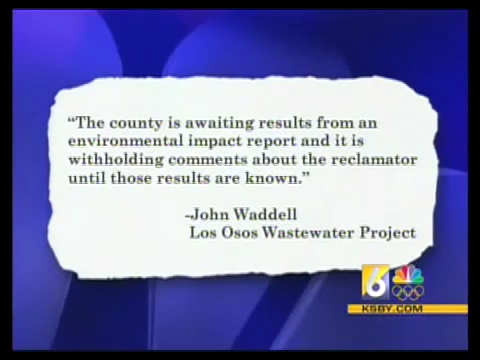 “The county is awaiting results from an
environmental impact report and it is
withholding comments about the reclamator
until those results are known.”
-John Waddell
Los Osos Wastewater Project
6
KSBY.COM